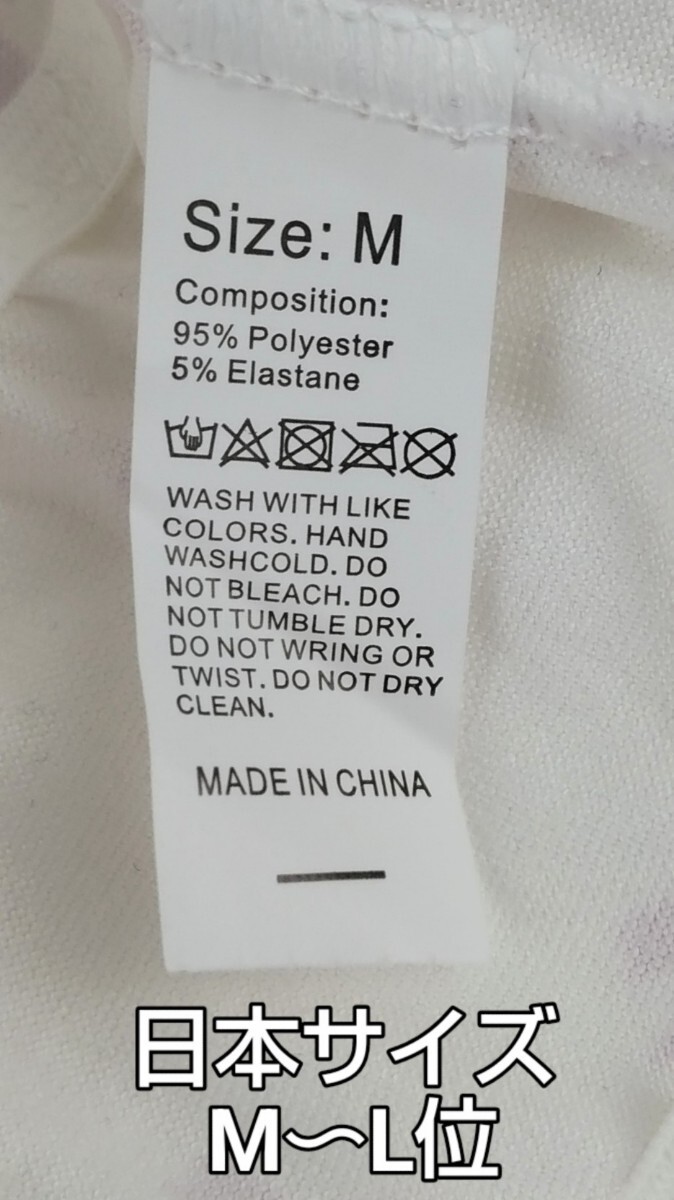 Size: M
Composition:
95% Polyester
5% Elastane
WASH WITH LIKE
COLORS. HAND
WASHCOLD. DO
NOT BLEACH. DO
NOT TUMBLE DRY.
DO NOT WRING OR
TWIST. DO NOT DRY
CLEAN.
MADE IN CHINA
日本サイズ
M〜L位